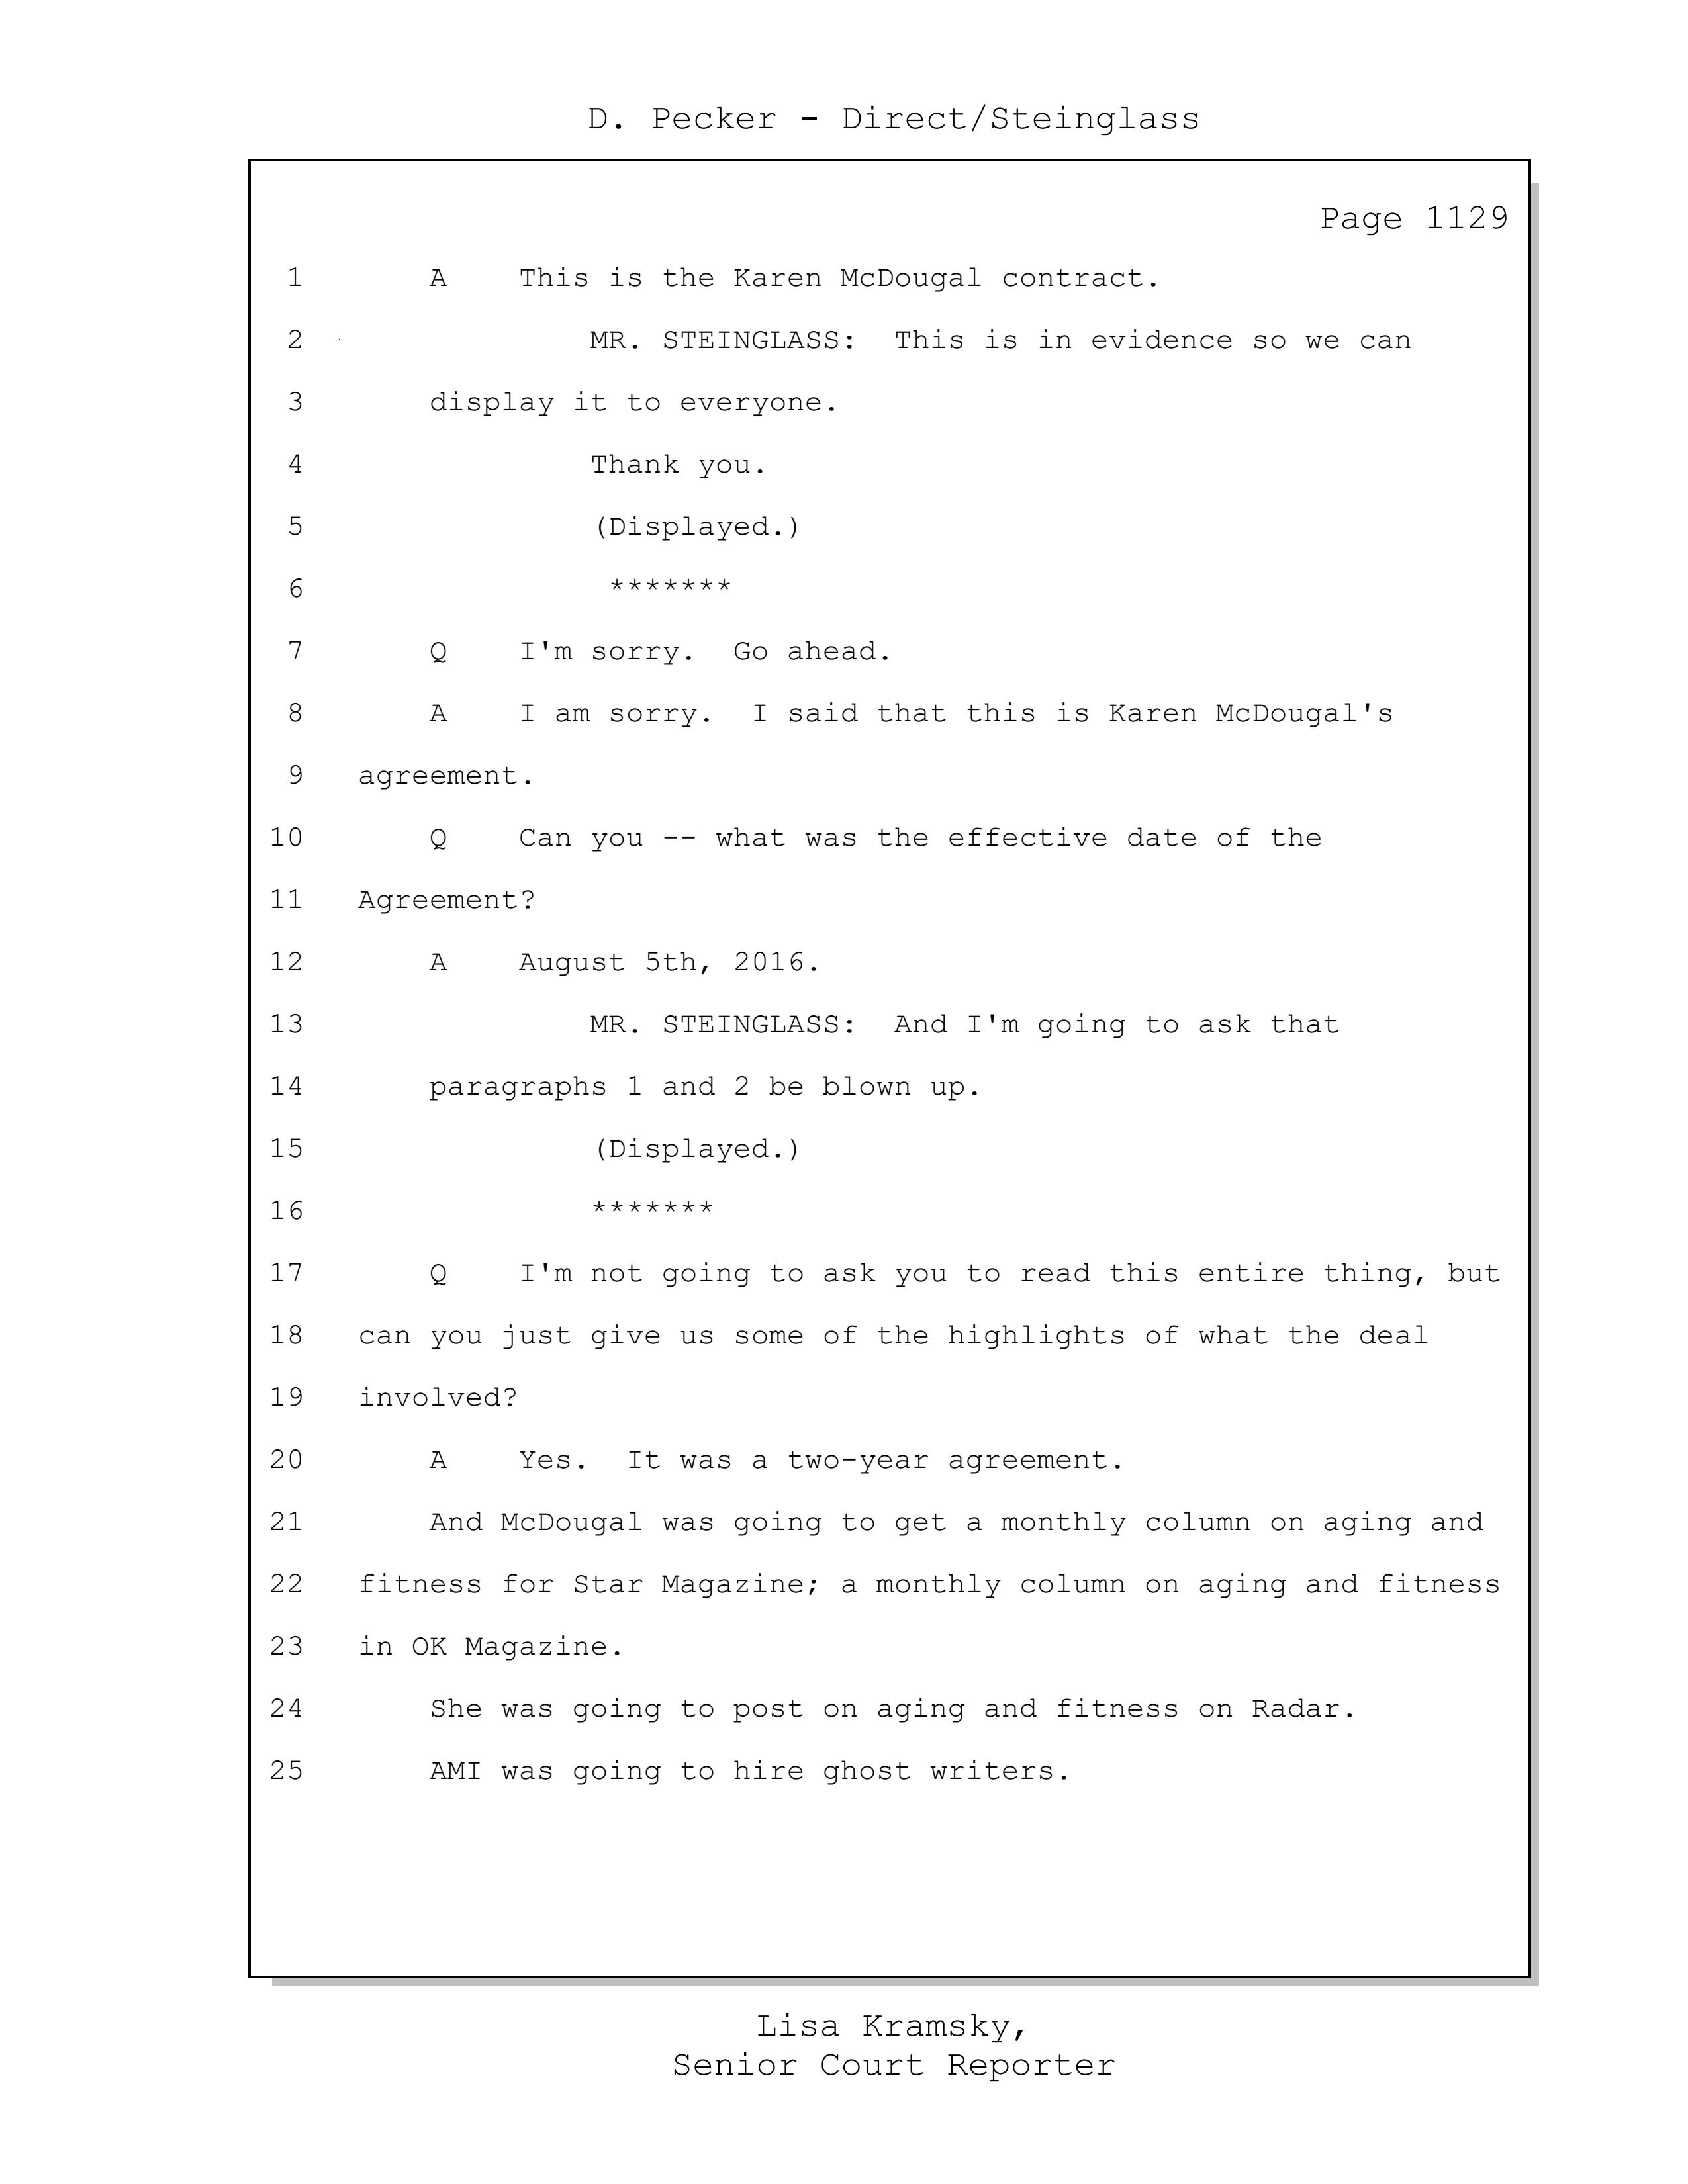 D. Pecker - Direct/Steinglass
Page 1129
1 A This is the Karen McDougal contract.
2 MR. STEINGLASS: This is in evidence so we can
3 display it to everyone.
4 Thank you.
5 (Displayed.)
6 *******
7 Q I'm sorry. Go ahead.
8 A I am sorry. I said that this is Karen McDougal's
9 agreement.
10 Q Can you -- what was the effective date of the
11 Agreement?
12 A August 5th, 2016.
13 MR. STEINGLASS: And I'm going to ask that
14 paragraphs 1 and 2 be blown up.
15 (Displayed.)
16 *******
17 Q I'm not going to ask you to read this entire thing, but
18 can you just give us some of the highlights of what the deal
19 involved?
20 A Yes. It was a two-year agreement.
21 And McDougal was going to get a monthly column on aging and
22 fitness for Star Magazine; a monthly column on aging and fitness
23 in OK Magazine.
24 She was going to post on aging and fitness on Radar.
25 AMI was going to hire ghost writers.
Lisa Kramsky,
Senior Court Reporter